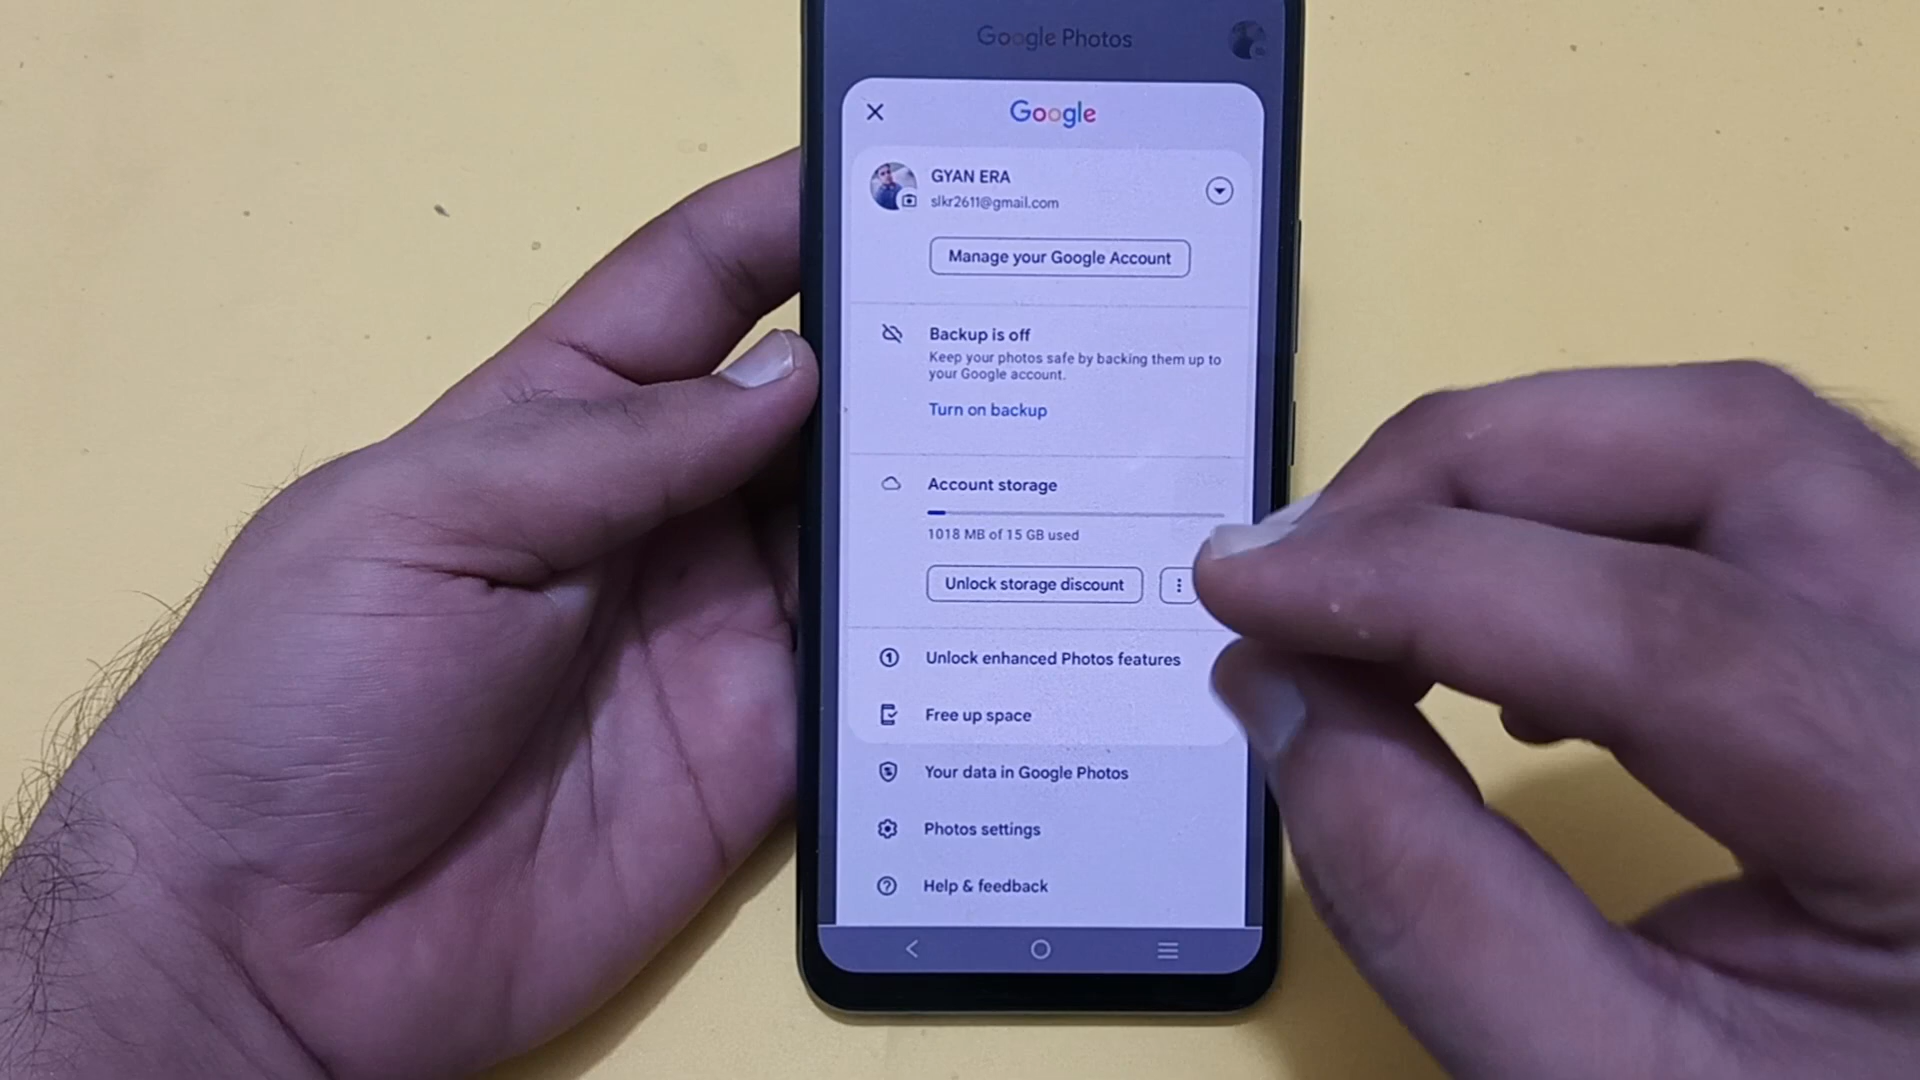 Google Photos
Google
GYAN ERA
slkr2611@gmail.com
Manage your Google Account
Backup is off
Keep your photos safe by backing them up to
your Google account.
Turn on backup
Account storage
1018 MB of 15 GB used
Unlock storage discount
Unlock enhanced Photos features
Free up space
Your data in Google Photos
Photos settings
Help & feedback